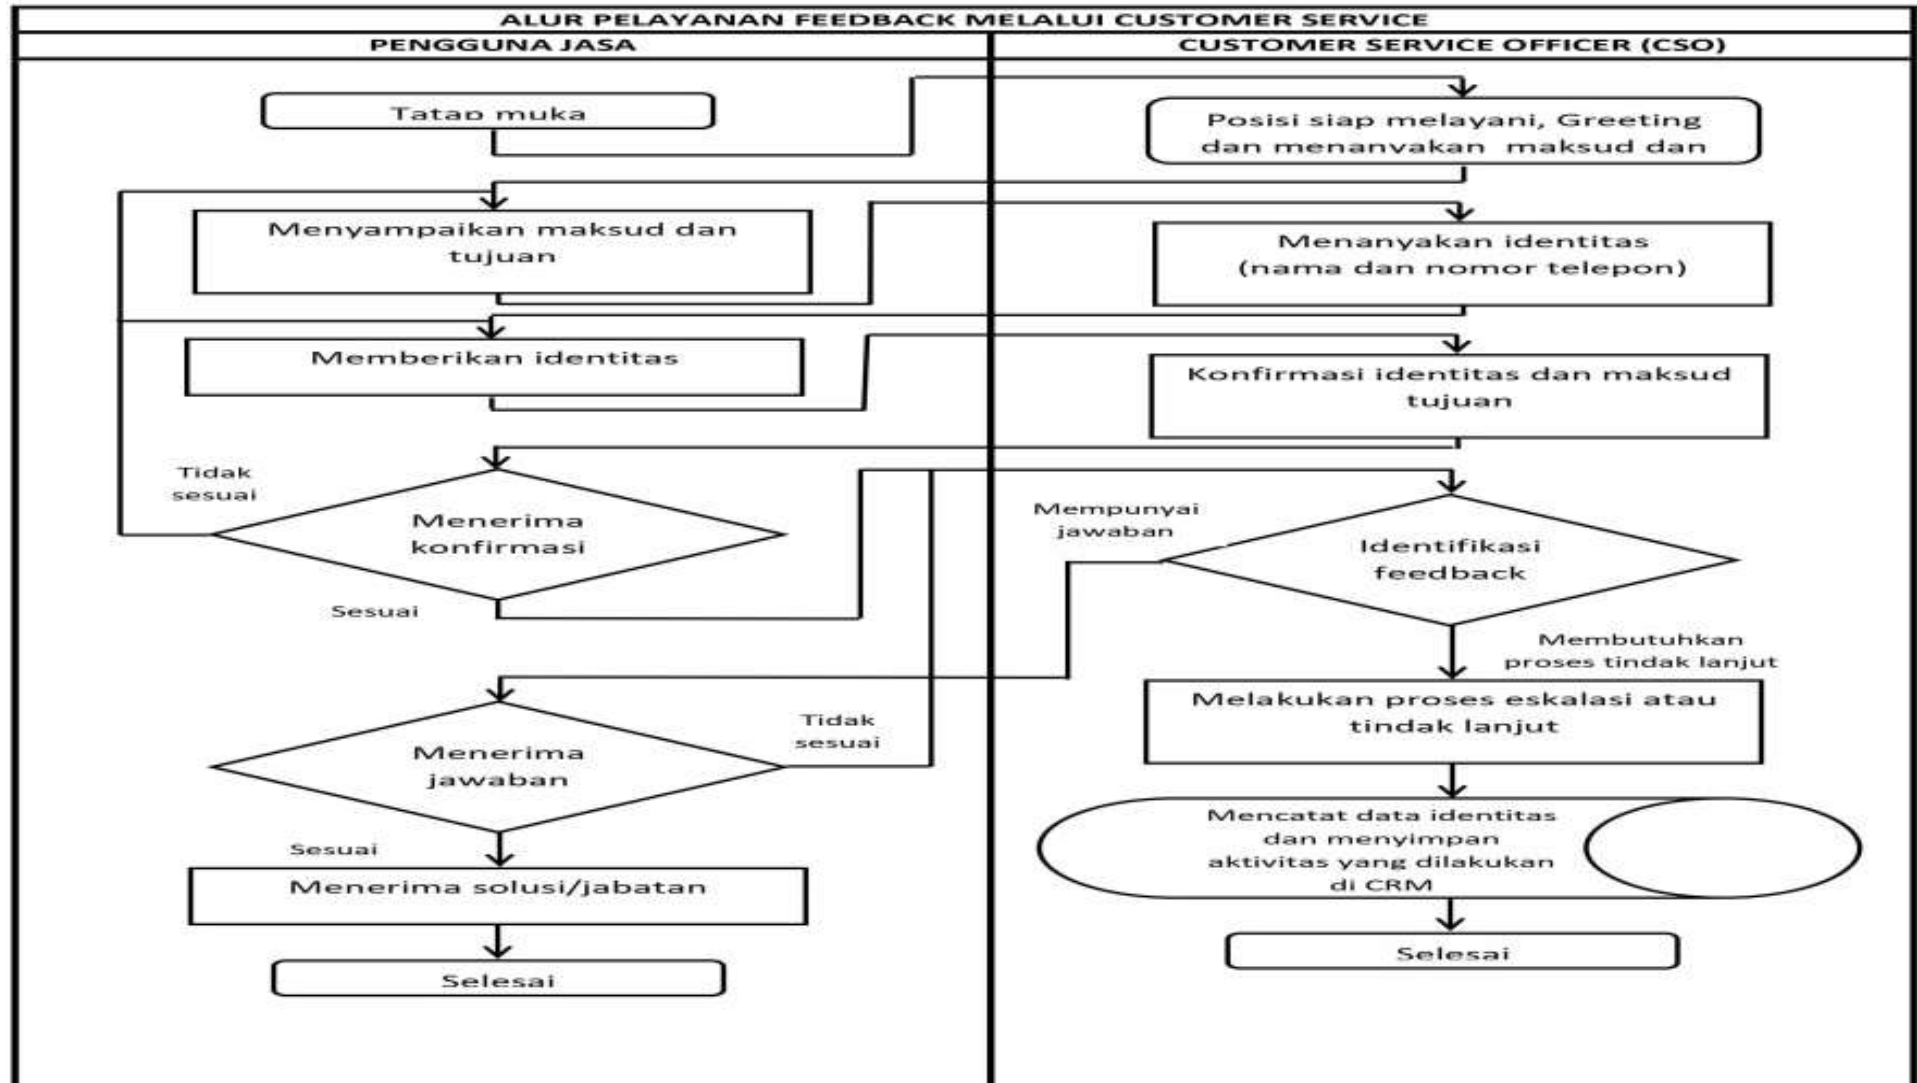 ALUR PELAYANAN FEEDBACK MELALUI CUSTOMER SERVICE
PENGGUNA JASA
CUSTOMER SERVICE OFFICER (CSO)
Tatap muka
Posisi siap melayani, Greeting
dan menanyakan maksud dan
Menyampaikan maksud dan
tujuan
Menanyakan identitas
(nama dan nomor telepon)
Memberikan identitas
Konfirmasi identitas dan maksud
tujuan
Tidak
sesuai
Menerima
konfirmasi
Sesuai
Mempunyai
jawaban
Identifikasi
feedback
Membutuhkan
proses tindak lanjut
Melakukan proses eskalasi atau
tindak lanjut
Menerima
jawaban
Tidak
sesuai
Sesuai
Mencatat data identitas
dan menyimpan
aktivitas yang dilakukan
di CRM
Menerima solusi/jabatan
Selesai
Selesai